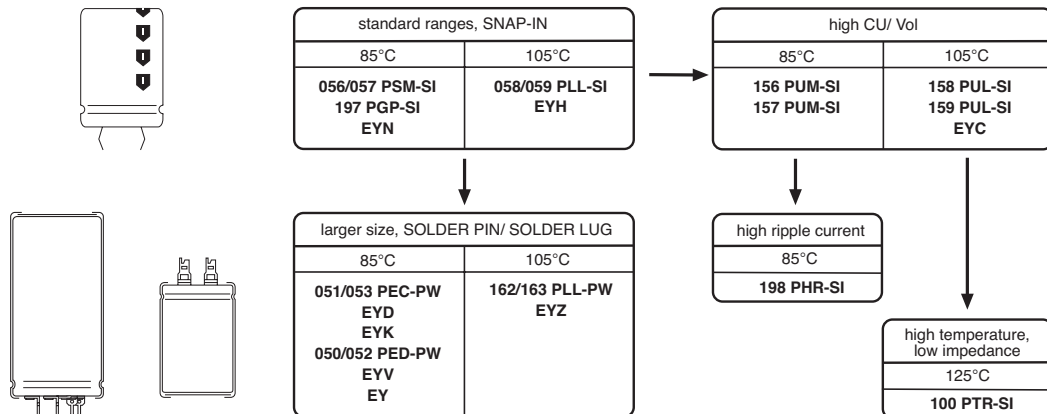 standard ranges, SNAP-IN
85°C 105°C
056/057 PSM-SI 058/059 PLL-SI
197 PGP-SI EYH
EYN
high CU/ Vol
85°C 105°C
156 PUM-SI 158 PUL-SI
157 PUM-SI 159 PUL-SI
EYC
larger size, SOLDER PIN/ SOLDER LUG
85°C 105°C
051/053 PEC-PW 162/163 PLL-PW
EYD EYZ
EYK
050/052 PED-PW
EYV
EY
high ripple current
85°C
198 PHR-SI
high temperature,
low impedance
125°C
100 PTR-SI